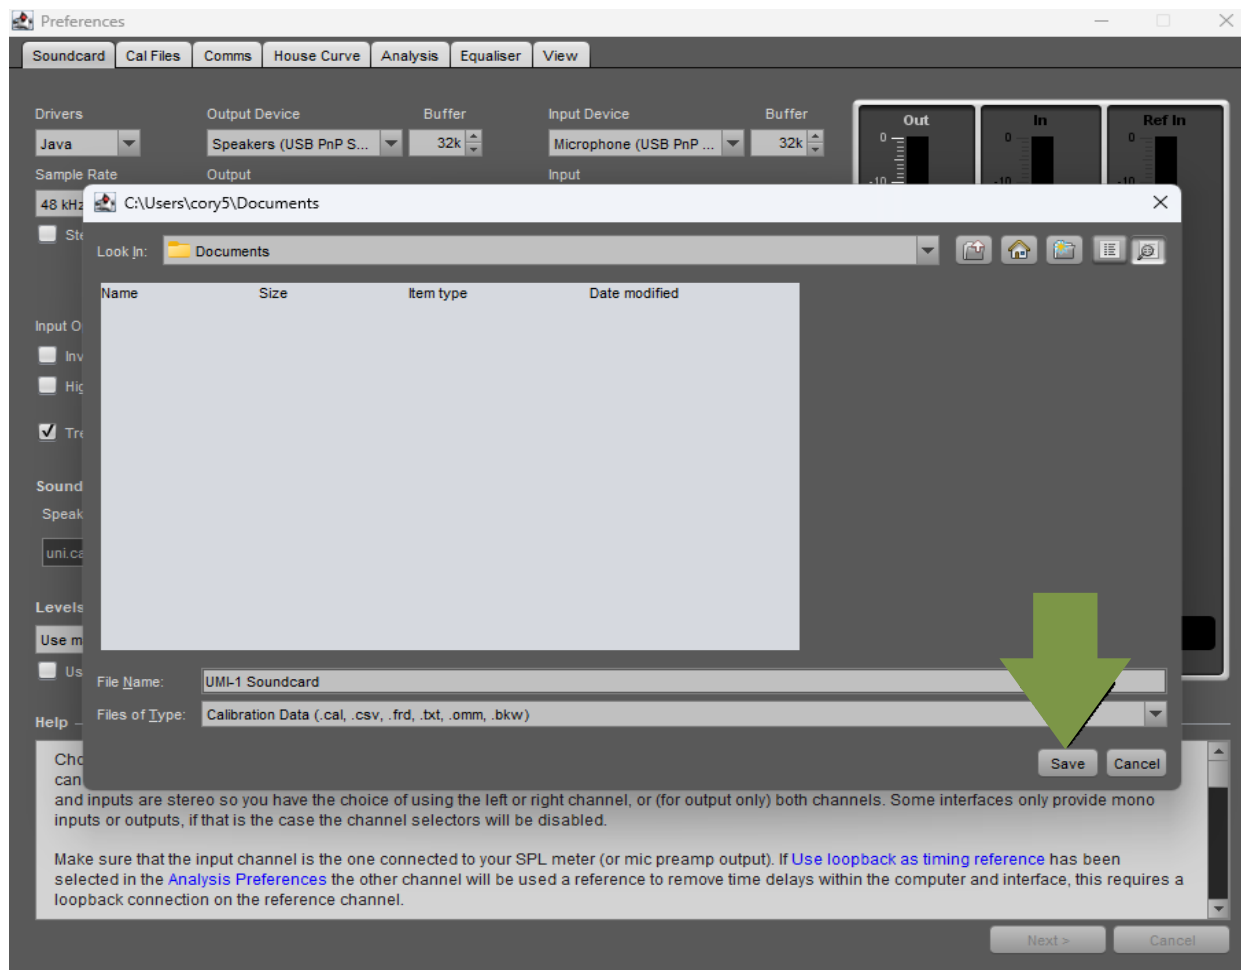 Preferences
Soundcard Cal Files Comms House Curve Analysis Equaliser View
Drivers Output Device Buffer Input Device Buffer
Java Speakers (USB PnP S... 32k Microphone (USB PnP ... 32k
Out In Ref In
0 0 0
Sample Rate Output Input
-10 -10 -10
48 kHz
C:\Users\cory5\Documents
Look In: Documents
Name Size Item type Date modified
Input O
Inv
Hig
Tre
Sound
Speak
uni.ca
Levels
Use m
Us
File Name: UMI-1 Soundcard
Files of Type: Calibration Data (.cal, .csv, .frd, .txt, .omm, .bkw)
Help
Save Cancel
Cho
can
and inputs are stereo so you have the choice of using the left or right channel, or (for output only) both channels. Some interfaces only provide mono
inputs or outputs, if that is the case the channel selectors will be disabled.
Make sure that the input channel is the one connected to your SPL meter (or mic preamp output). If Use loopback as timing reference has been
selected in the Analysis Preferences the other channel will be used a reference to remove time delays within the computer and interface, this requires a
loopback connection on the reference channel.
Next > Cancel